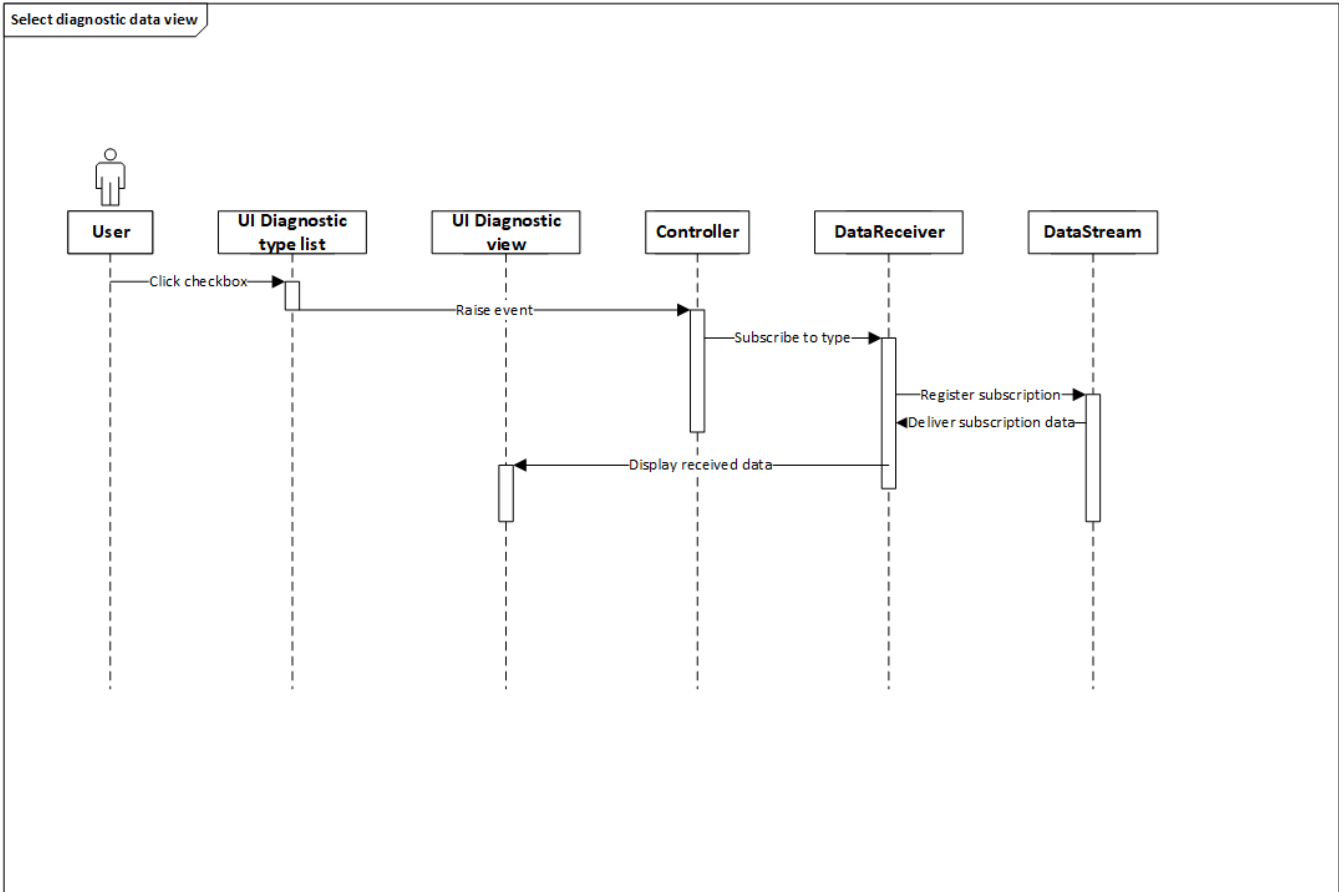 Select diagnostic data view
User
UI Diagnostic
type list
UI Diagnostic
view
Controller
DataReceiver
DataStream
Click checkbox
Raise event
Subscribe to type
Register subscription
Deliver subscription data
Display received data